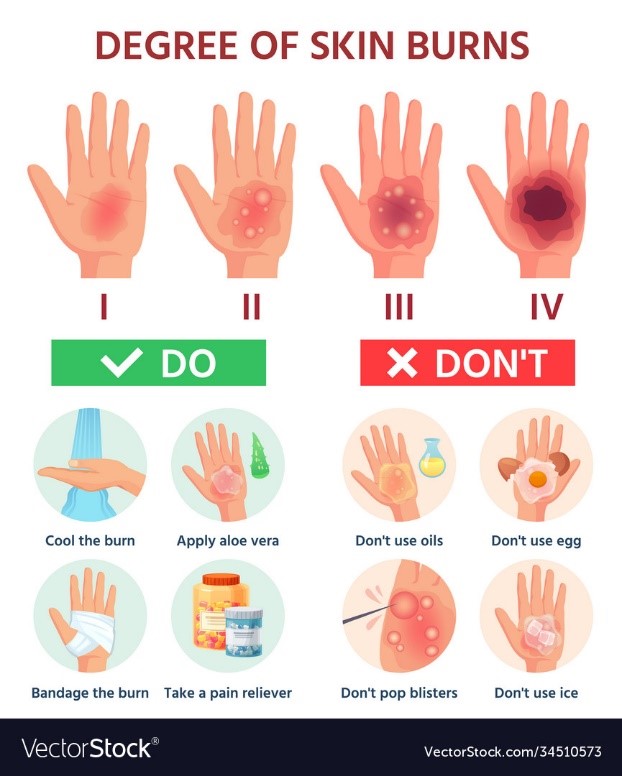 DEGREE OF SKIN BURNS
I II III IV
DO DON'T
Cool the burn Apply aloe vera Don't use oils Don't use egg
Bandage the burn Take a pain reliever Don't pop blisters Don't use ice
VectorStock® VectorStock.com/34510573